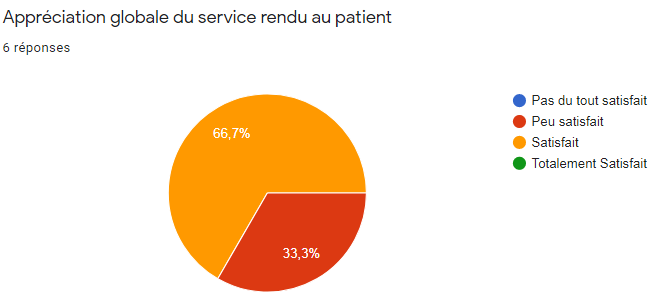 Appréciation globale du service rendu au patient
6 réponses
66,7%
33,3%
Pas du tout satisfait
Peu satisfait
Satisfait
Totalement Satisfait